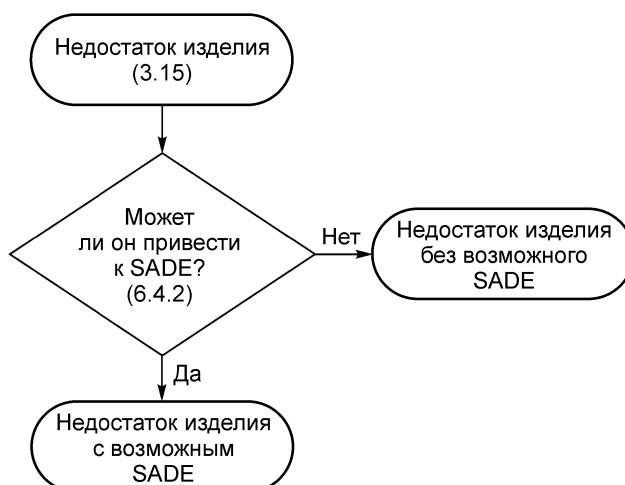 Недостаток изделия
(3.15)
Может
ли он привести
к SADE?
(6.4.2)
Нет
Недостаток изделия
без возможного
SADE
Да
Недостаток изделия
с возможным
SADE